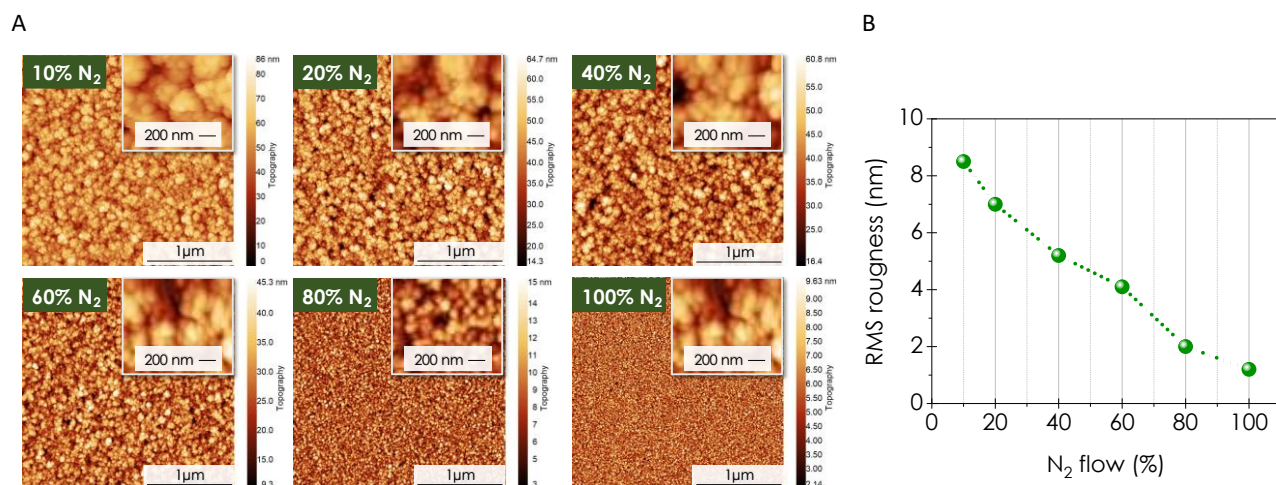 A
B
10% N₂
200 nm
1µm
86 nm
80
70
60
50
40
30
20
10
0
Topography
20% N₂
200 nm
1µm
64.7 nm
60.0
55.0
50.0
45.0
40.0
35.0
30.0
25.0
20.0
14.3
Topography
40% N₂
200 nm
1µm
60.8 nm
55.0
50.0
45.0
40.0
35.0
30.0
25.0
16.4
Topography
60% N₂
200 nm
1µm
45.3 nm
40.0
35.0
30.0
25.0
20.0
15.0
9.3
Topography
80% N₂
200 nm
1µm
15 nm
14
13
12
11
10
9
8
7
6
5
3
Topography
100% N₂
200 nm
1µm
9.63 nm
9.00
8.50
8.00
7.50
7.00
6.50
6.00
5.50
5.00
4.50
4.00
3.50
3.00
2.14
Topography
RMS rougness (nm)
10
8
6
4
2
0
0
20
40
60
80
100
N₂ flow (%)